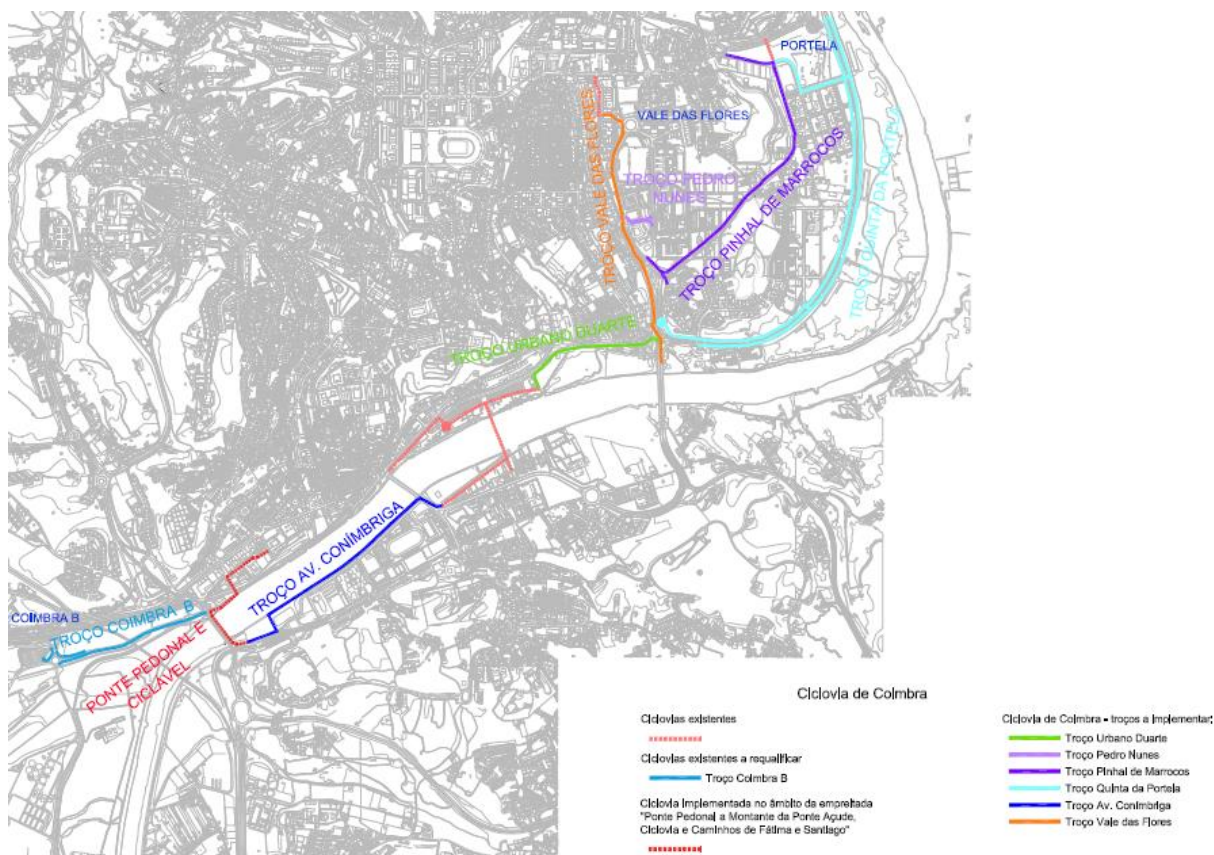 PORTELA
VALE DAS FLORES
TROÇO VALE DAS FLORES
TROÇO PEDRO
NUNES
TROÇO PINHAL DE MARROCOS
TROÇO QUINTA DA PORTELA
TROÇO URBANO DUARTE
TROÇO AV. CONÍMBRIGA
COIMBRA B
TROÇO COIMBRA B
PONTE PEDONAL E
CICLÁVEL
Ciclovia de Coimbra
Ciclovias existentes
Ciclovias existentes a requalificar
Troço Coimbra B
Ciclovia implementada no âmbito da empreitada
"Ponte Pedonal a Montante da Ponte Açude,
Ciclovia e Caminhos de Fátima e Santiago"
Ciclovia de Coimbra - troços a implementar:
Troço Urbano Duarte
Troço Pedro Nunes
Troço Pinhal de Marrocos
Troço Quinta da Portela
Troço Av. Conímbriga
Troço Vale das Flores